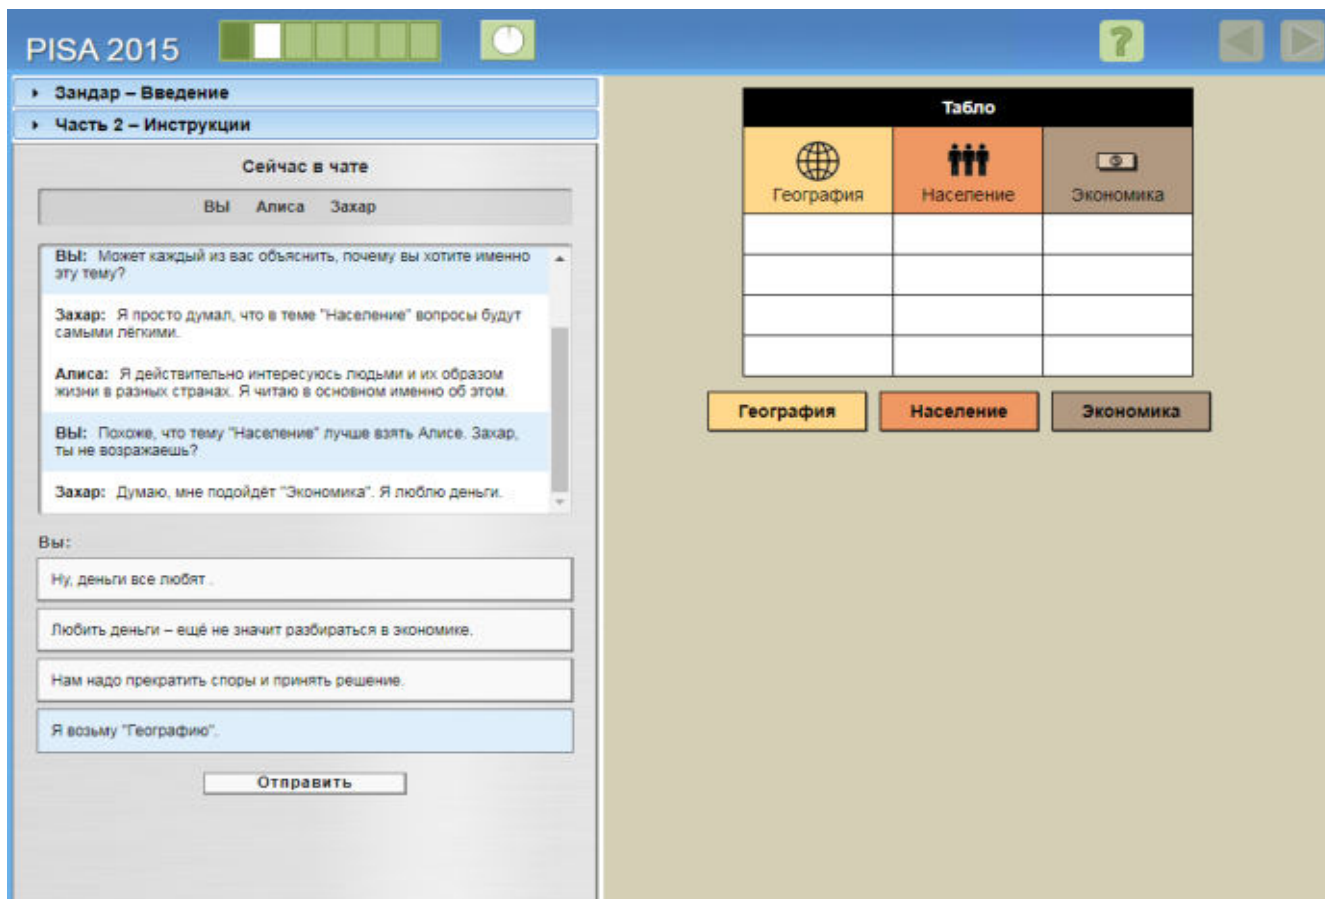 PISA 2015
?
Зандар – Введение
Часть 2 – Инструкции
Сейчас в чате
ВЫ Алиса Захар
ВЫ: Может каждый из вас объяснить, почему вы хотите именно
эту тему?
Захар: Я просто думал, что в теме "Население" вопросы будут
самыми лёгкими.
Алиса: Я действительно интересуюсь людьми и их образом
жизни в разных странах. Я читаю в основном именно об этом.
ВЫ: Похоже, что тему "Население" лучше взять Алисе. Захар,
ты не возражаешь?
Захар: Думаю, мне подойдёт "Экономика". Я люблю деньги.
Вы:
Ну, деньги все любят .
Любить деньги – ещё не значит разбираться в экономике.
Нам надо прекратить споры и принять решение.
Я возьму "Географию".
Отправить
Табло
География Население Экономика
География Население Экономика